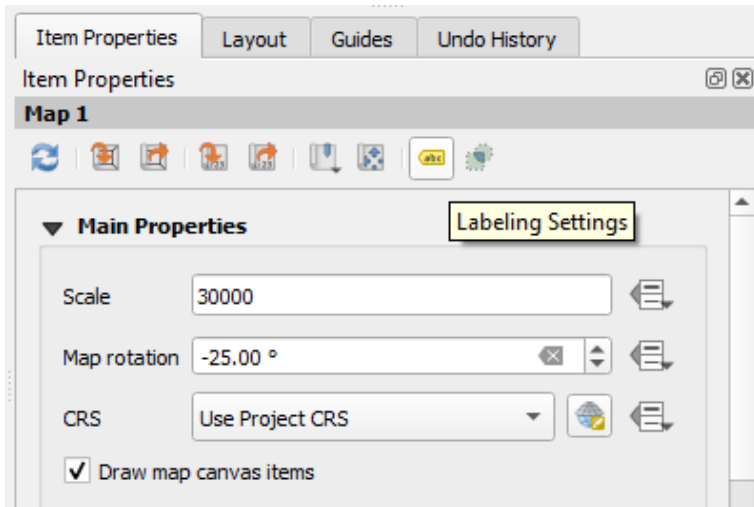 Item Properties Layout Guides Undo History
Item Properties
Map 1
abc
Labeling Settings
Main Properties
Scale 30000
Map rotation -25.00 °
CRS Use Project CRS
Draw map canvas items